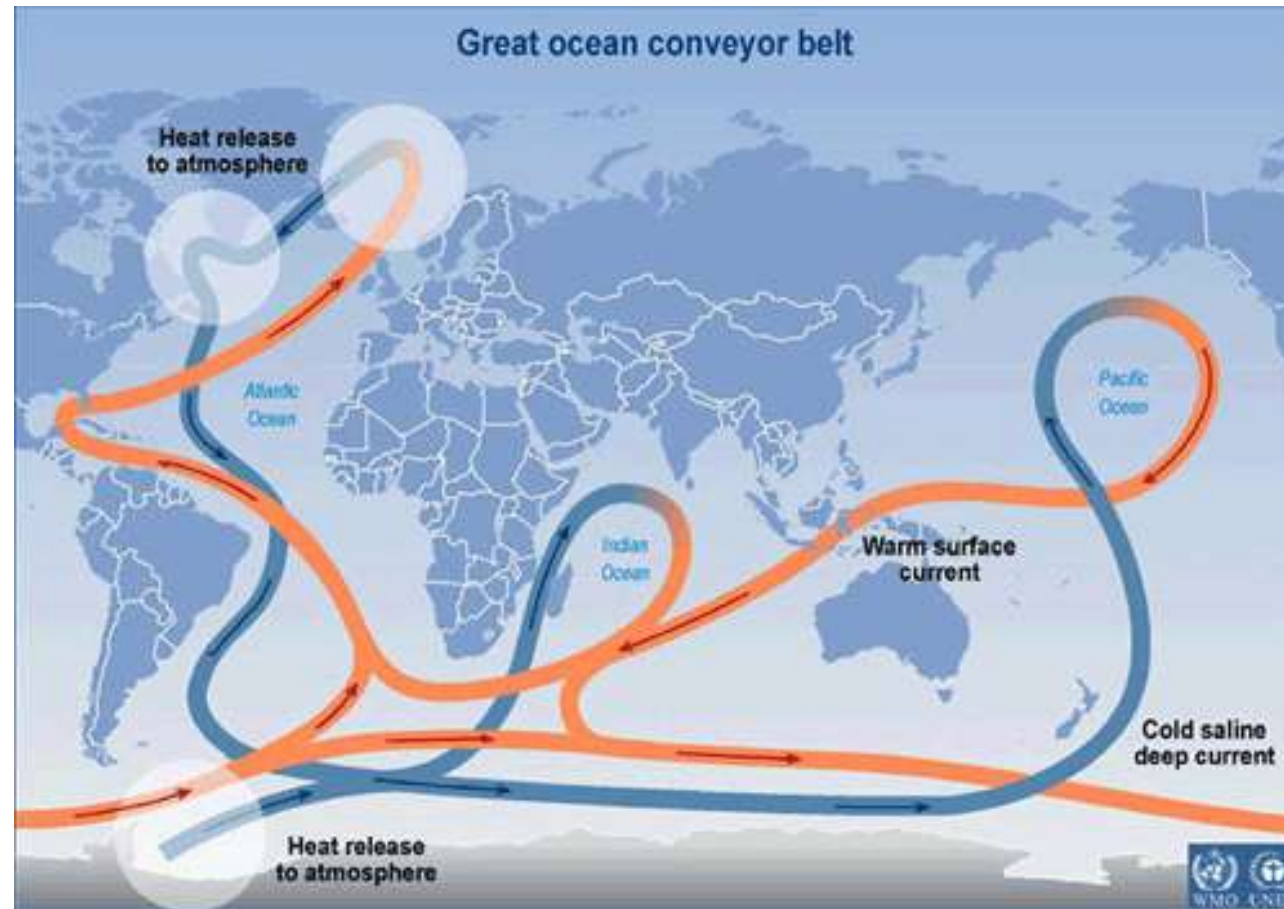 Great ocean conveyor belt
Heat release
to atmosphere
Atlantic
Ocean
Pacific
Ocean
Indian
Ocean
Warm surface
current
Cold saline
deep current
Heat release
to atmosphere
WMO